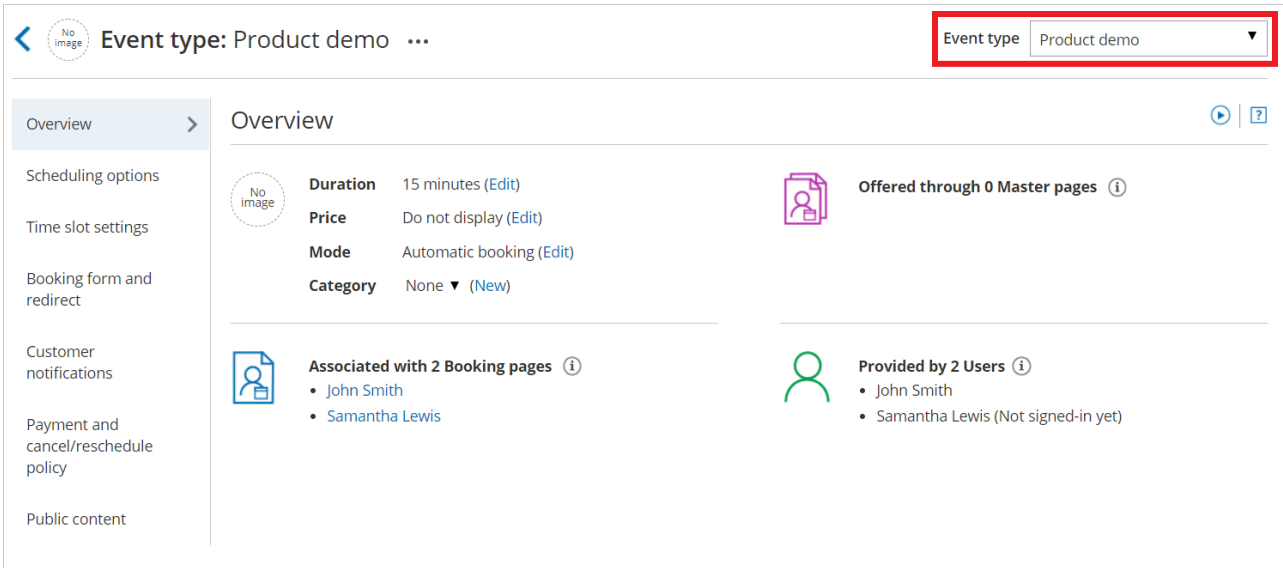 No image
Event type: Product demo ...
Event type Product demo
Overview
Scheduling options
Time slot settings
Booking form and
redirect
Customer
notifications
Payment and
cancel/reschedule
policy
Public content
Overview
?
No
image
Duration 15 minutes (Edit)
Price Do not display (Edit)
Mode Automatic booking (Edit)
Category None (New)
Offered through 0 Master pages i
Associated with 2 Booking pages i
• John Smith
• Samantha Lewis
Provided by 2 Users i
• John Smith
• Samantha Lewis (Not signed-in yet)